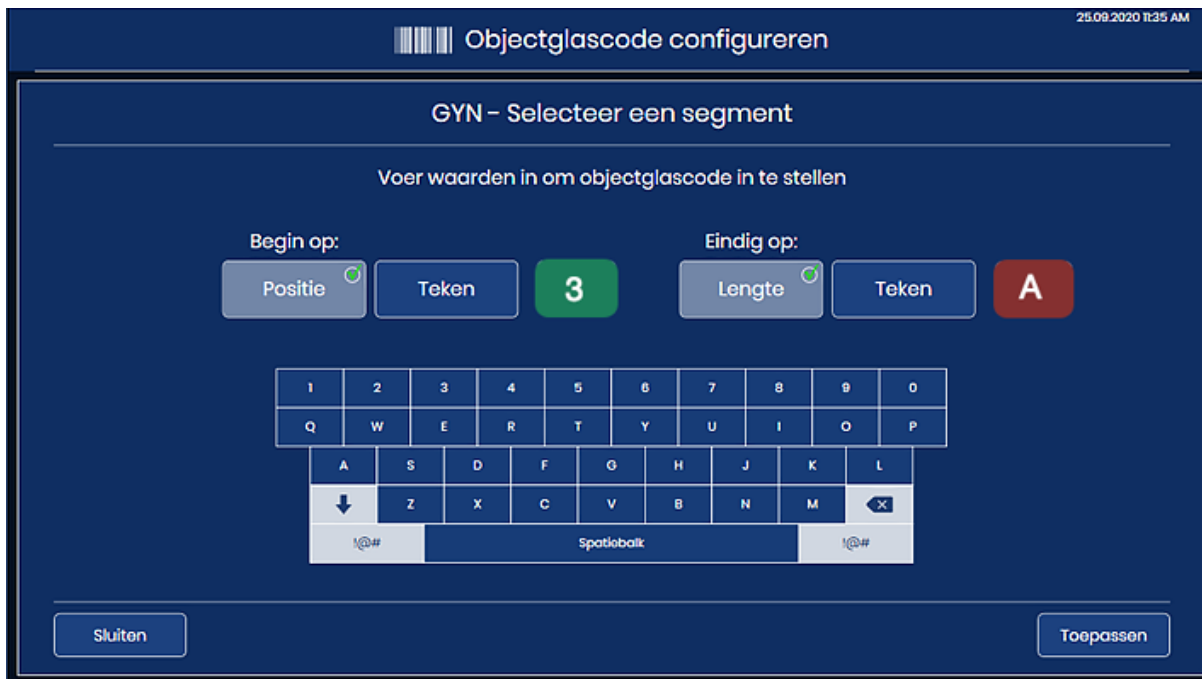 25.09.2020 11:35 AM
Objectglascode configureren
GYN - Selecteer een segment
Voer waarden in om objectglascode in te stellen
Begin op: Eindig op:
Positie Teken 3 Lengte Teken A
1 2 3 4 5 6 7 8 9 0
Q W E R T Y U I O P
A S D F G H J K L
Z X C V B N M
!@# Spatiebalk !@#
Sluiten Toepassen